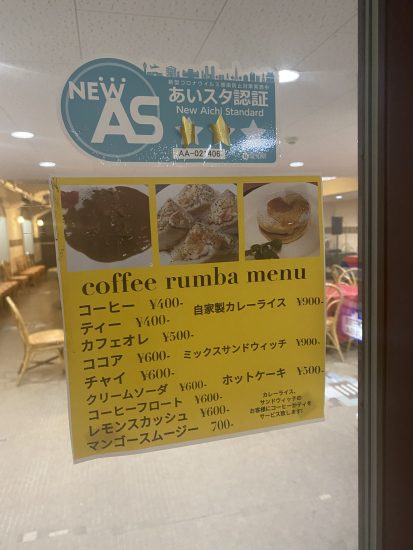 NEW
AS
新型コロナウイルス感染防止対策実施中
あいスタ認証
New Aichi Standard
coffee rumba menu
コーヒー ¥400-
ティー ¥400-
カフェオレ ¥500-
ココア ¥600-
チャイ ¥600-
クリームソーダ ¥600-
コーヒーフロート ¥600-
レモンスカッシュ ¥600-
マンゴースムージー 700-
自家製カレーライス ¥900-
ミックスサンドウィッチ ¥900-
ホットケーキ ¥500-
カレーライス、
サンドウィッチの
お客様にコーヒーかティを
サービス致します!